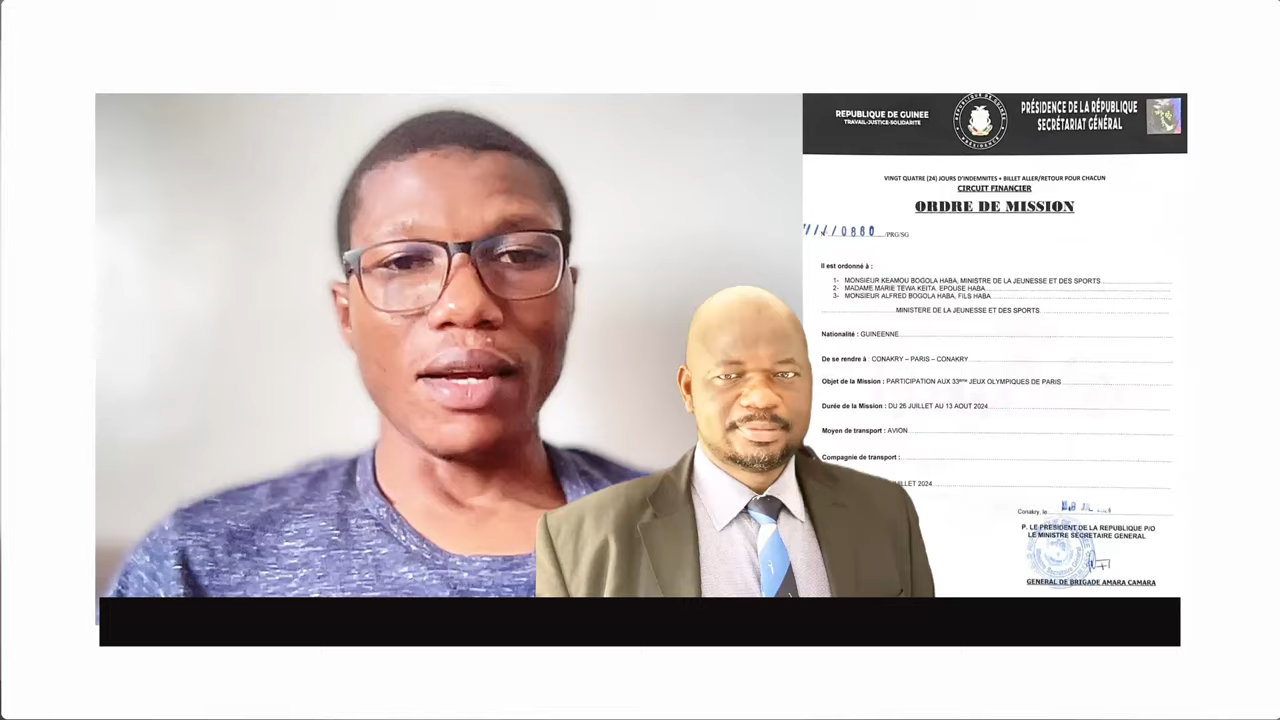 REPUBLIQUE DE GUINEE
TRAVAIL-JUSTICE-SOLIDARITE
PRÉSIDENCE DE LA RÉPUBLIQUE
SECRÉTARIAT GÉNÉRAL
VINGT QUATRE (24) JOURS D'INDEMNITES + BILLET ALLER/RETOUR POUR CHACUN
CIRCUIT FINANCIER
ORDRE DE MISSION
0880 /PRG/SG
Il est ordonné à :
1- MONSIEUR KEAMOU BOGOLA HABA, MINISTRE DE LA JEUNESSE ET DES SPORTS
2- MADAME MARIE TEWA KEITA, EPOUSE HABA
3- MONSIEUR ALFRED BOGOLA HABA, FILS HABA
MINISTERE DE LA JEUNESSE ET DES SPORTS
Nationalité : GUINEENNE
De se rendre à : CONAKRY – PARIS – CONAKRY
Objet de la Mission : PARTICIPATION AUX 33ème JEUX OLYMPIQUES DE PARIS
Durée de la Mission : DU 26 JUILLET AU 13 AOUT 2024
Moyen de transport : AVION
Compagnie de transport :
JUILLET 2024
Conakry, le
P. LE PRESIDENT DE LA REPUBLIQUE P/O
LE MINISTRE SECRETAIRE GENERAL
GENERAL DE BRIGADE AMARA CAMARA